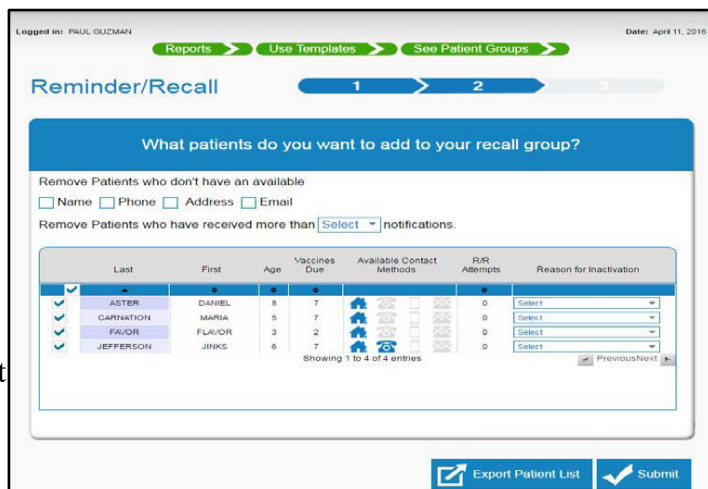 Logged in: PAUL GUZMAN Date: April 11, 2016
Reports Use Templates See Patient Groups
Reminder/Recall 1 2 3
What patients do you want to add to your recall group?
Remove Patients who don't have an available
Name Phone Address Email
Remove Patients who have received more than Select notifications.
Last First Age Vaccines Due Available Contact Methods R/R Attempts Reason for Inactivation
ASTER DANIEL 8 7 0 Select
CARNATION MARIA 5 7 0 Select
FAVOR FLAVOR 3 2 0 Select
JEFFERSON JINKS 6 7 0 Select
Showing 1 to 4 of 4 entries PreviousNext
t
Export Patient List Submit